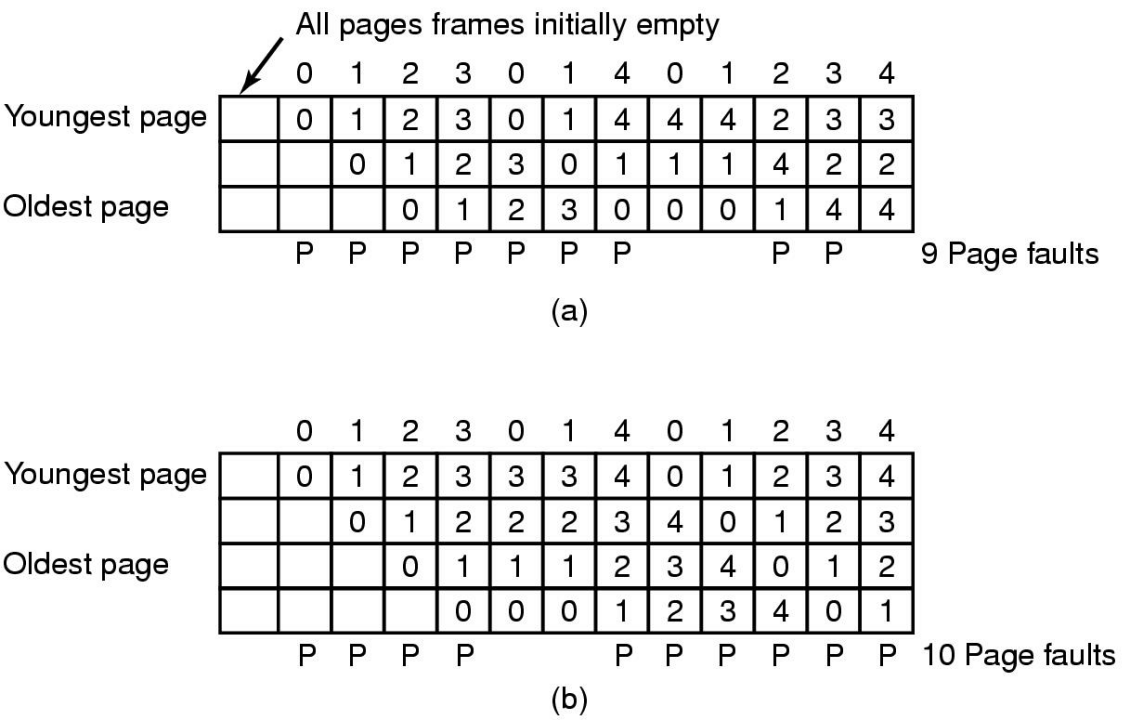 All pages frames initially empty
0 1 2 3 0 1 4 0 1 2 3 4
Youngest page 0 1 2 3 0 1 4 4 4 2 3 3
0 1 2 3 0 1 1 1 4 2 2
Oldest page 0 1 2 3 0 0 0 1 4 4
P P P P P P P P P 9 Page faults
(a)
0 1 2 3 0 1 4 0 1 2 3 4
Youngest page 0 1 2 3 3 3 4 0 1 2 3 4
0 1 2 2 2 3 4 0 1 2 3
Oldest page 0 1 1 1 2 3 4 0 1 2
0 0 0 1 2 3 4 0 1
P P P P P P P P P P 10 Page faults
(b)